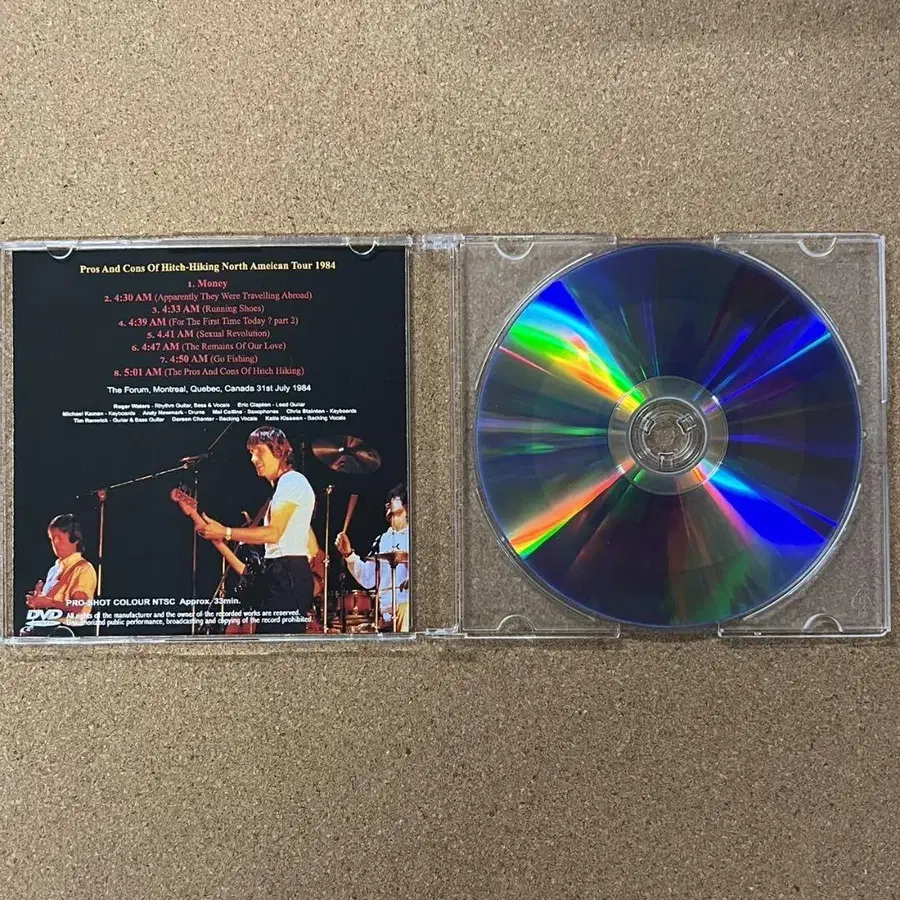 Pros And Cons Of Hitch-Hiking North Ameican Tour 1984
1. Money
2. 4:30 AM (Apparently They Were Travelling Abroad)
3. 4:33 AM (Running Shoes)
4. 4:39 AM (For The First Time Today ? part 2)
5. 4.41 AM (Sexual Revolution)
6. 4:47 AM (The Remains Of Our Love)
7. 4:50 AM (Go Fishing)
8. 5:01 AM (The Pros And Cons Of Hitch Hiking)
The Forum, Montreal, Quebec, Canada 31st July 1984
Roger Waters - Rhythm Guitar, Bass & Vocals Eric Clapton - Lead Guitar
Michael Kamen - Keyboards Andy Newmark - Drums Mel Collins - Saxophones Chris Stainton - Keyboards
Tim Renwick - Guitar & Bass Guitar Doreen Chanter - Backing Vocals Katie Kissoon - Backing Vocals
PRO-SHOT COLOUR NTSC Approx. 33min.
DVD
All rights of the manufacturer and the owner of the recorded works are reserved.
Unauthorized public performance, broadcasting and copying of the record prohibited.